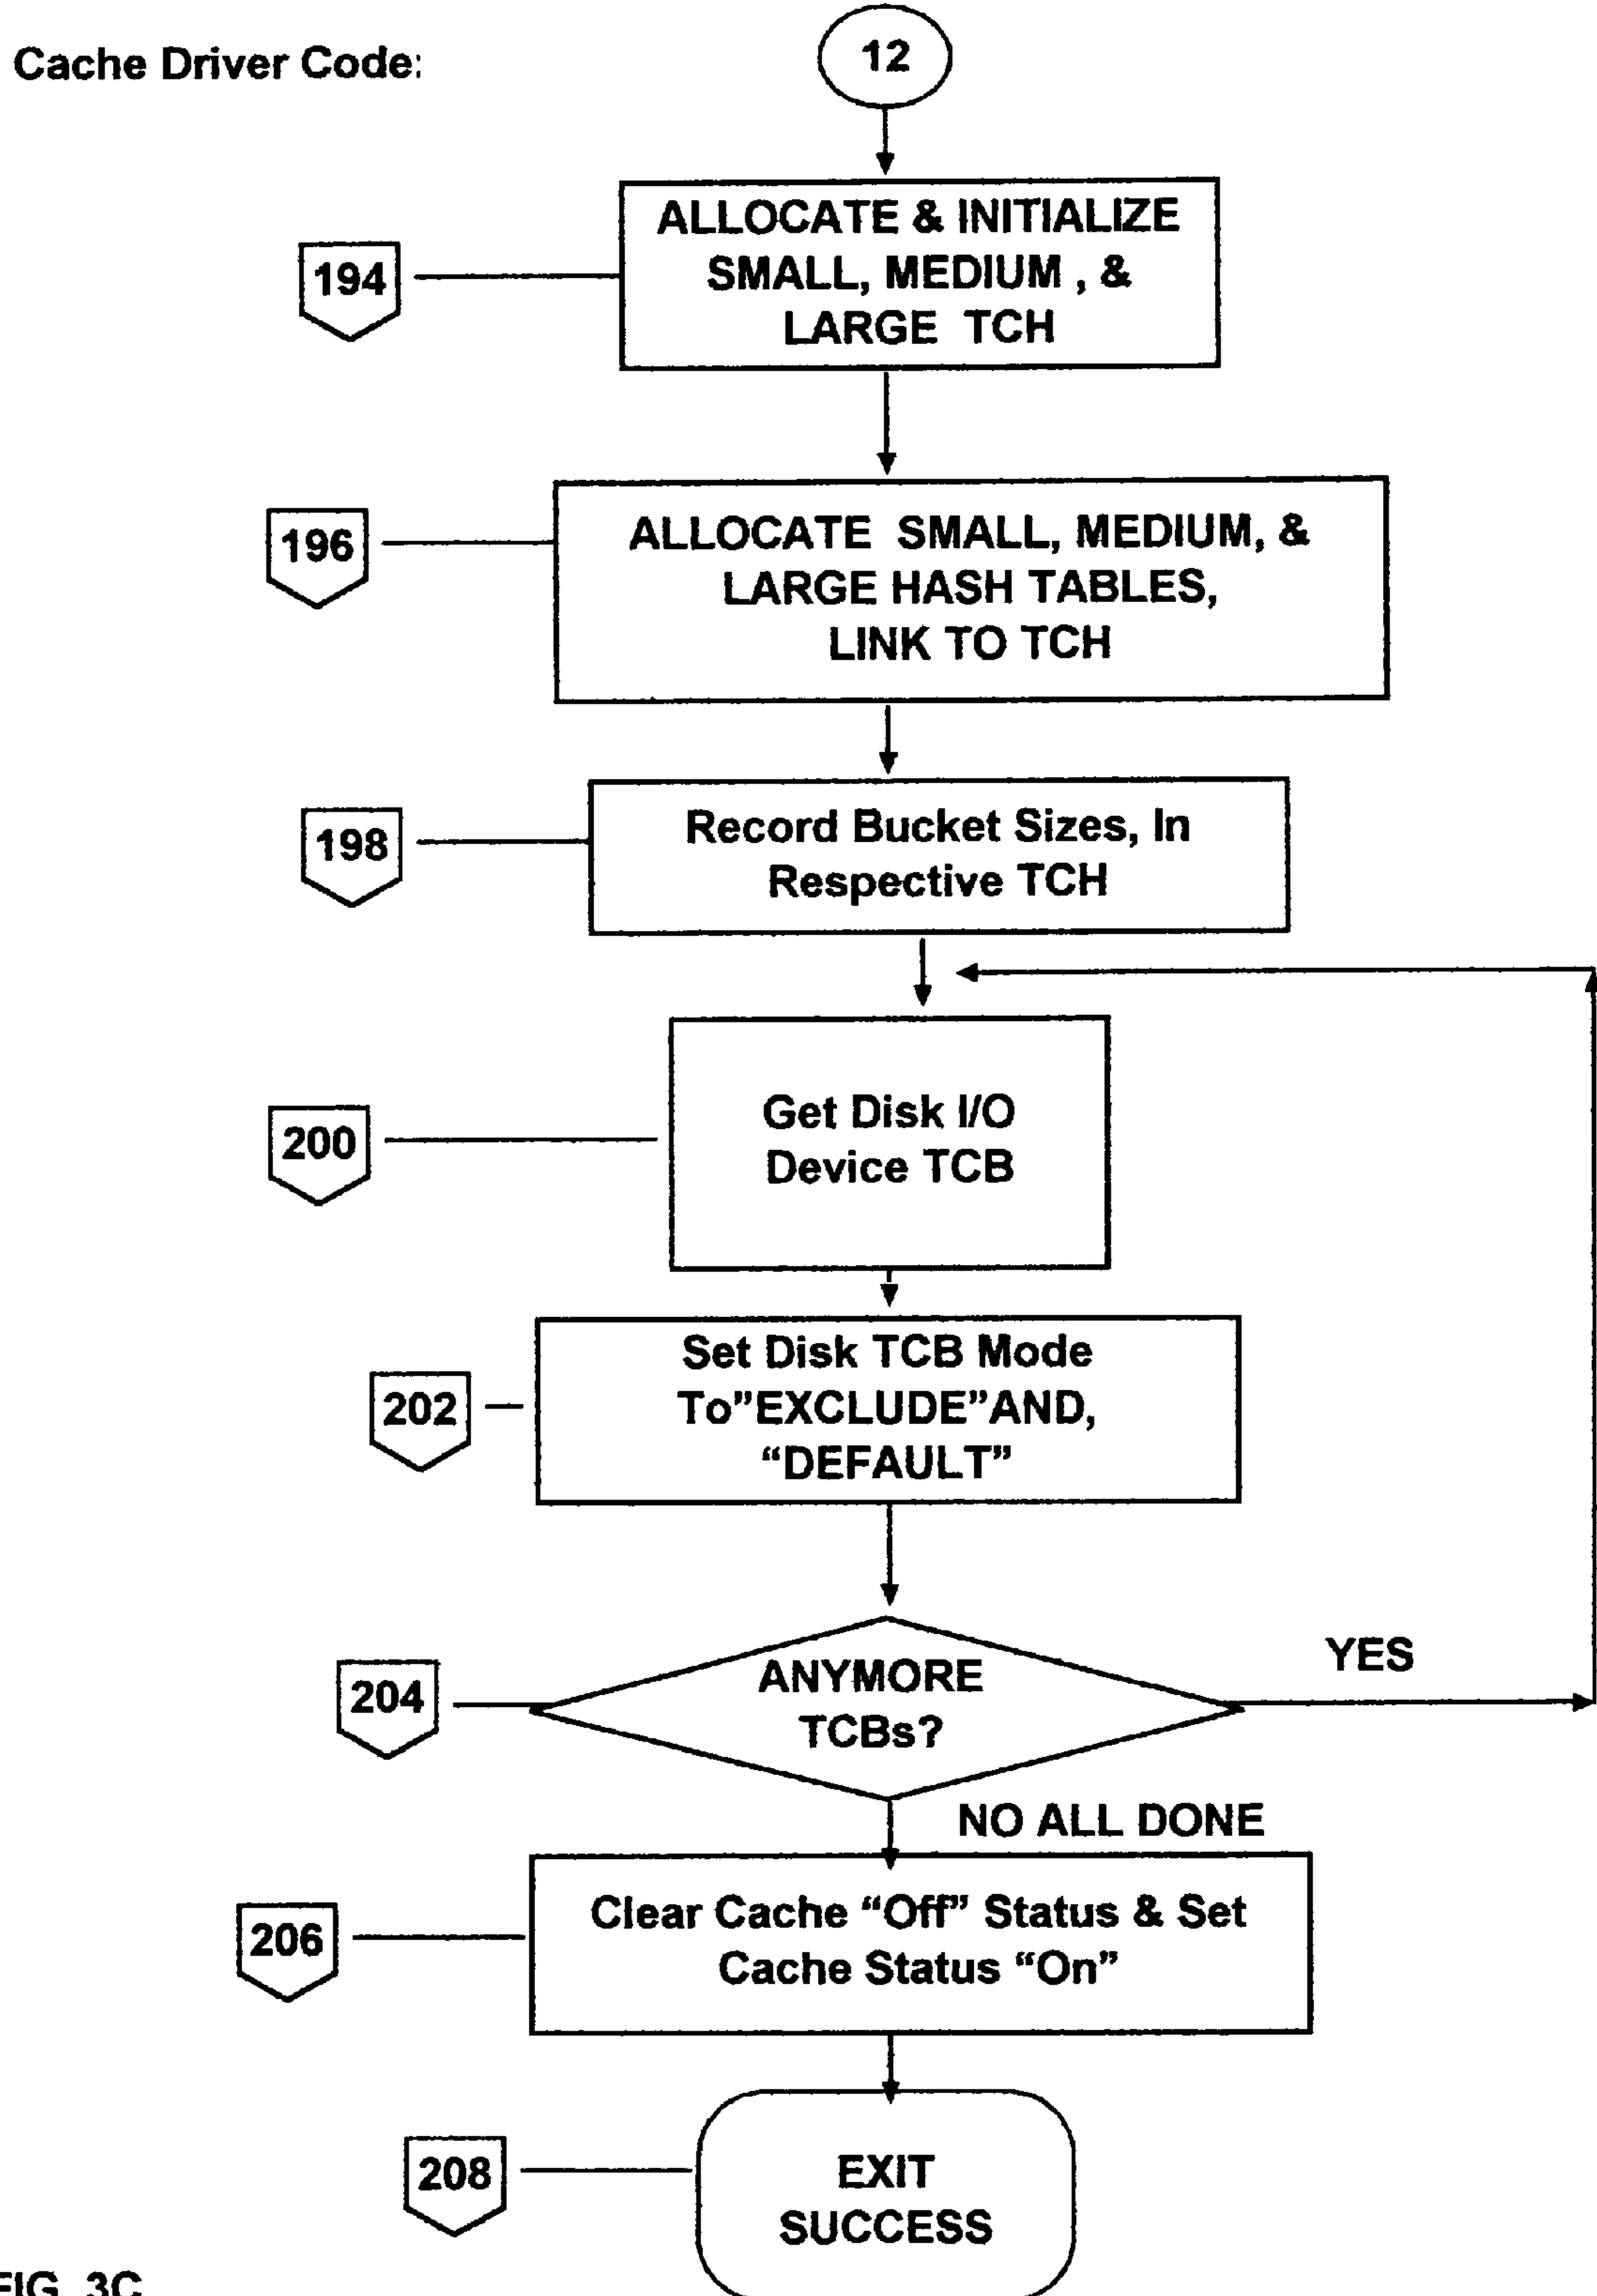 Cache Driver Code:
12
ALLOCATE & INITIALIZE
SMALL, MEDIUM , &
LARGE TCH
194
ALLOCATE SMALL, MEDIUM, &
LARGE HASH TABLES,
LINK TO TCH
196
Record Bucket Sizes, In
Respective TCH
198
Get Disk I/O
Device TCB
200
Set Disk TCB Mode
To”EXCLUDE”AND,
“DEFAULT”
202
ANYMORE
TCBs?
204
YES
NO ALL DONE
Clear Cache “Off” Status & Set
Cache Status “On”
206
EXIT
SUCCESS
208
FIG. 3C